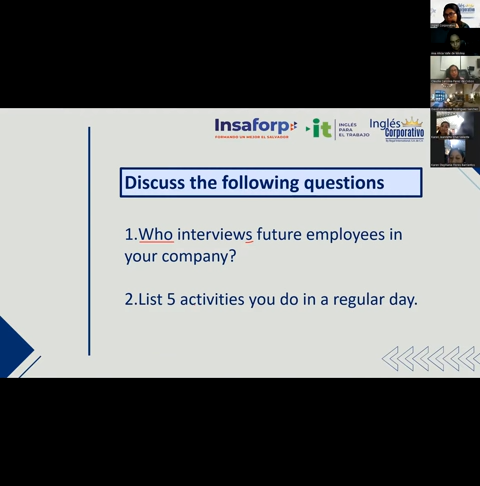 Insaforp
FORMANDO UN MEJOR EL SALVADOR
it
INGLÉS
PARA
EL TRABAJO
Inglés
Corporativo
Discuss the following questions
1.Who interviews future employees in
your company?
2.List 5 activities you do in a regular day.